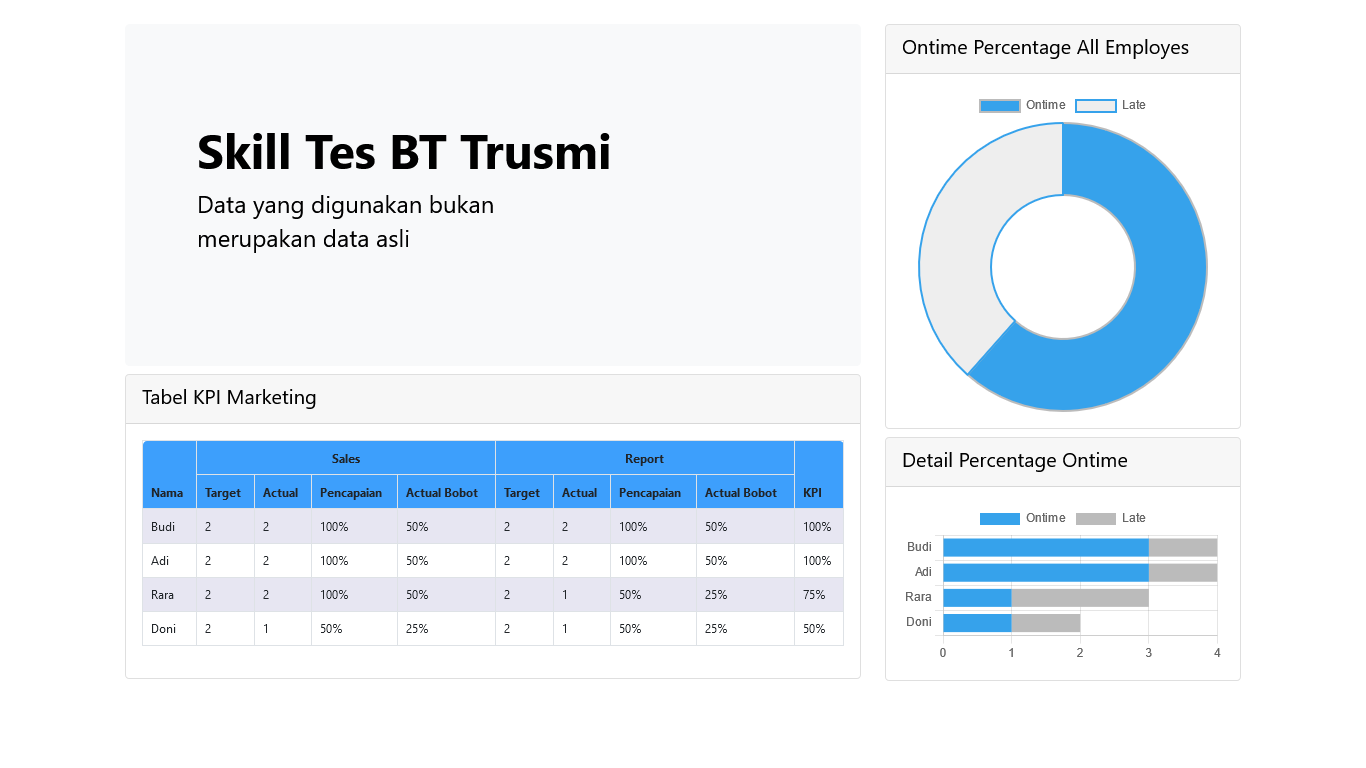 Skill Tes BT Trusmi
Data yang digunakan bukan
merupakan data asli
Tabel KPI Marketing
Nama Sales Report KPI
Target Actual Pencapaian Actual Bobot Target Actual Pencapaian Actual Bobot
Budi 2 2 100% 50% 2 2 100% 50% 100%
Adi 2 2 100% 50% 2 2 100% 50% 100%
Rara 2 2 100% 50% 2 1 50% 25% 75%
Doni 2 1 50% 25% 2 1 50% 25% 50%
Ontime Percentage All Employes
Ontime Late
Detail Percentage Ontime
Ontime Late
Budi
Adi
Rara
Doni
0 1 2 3 4